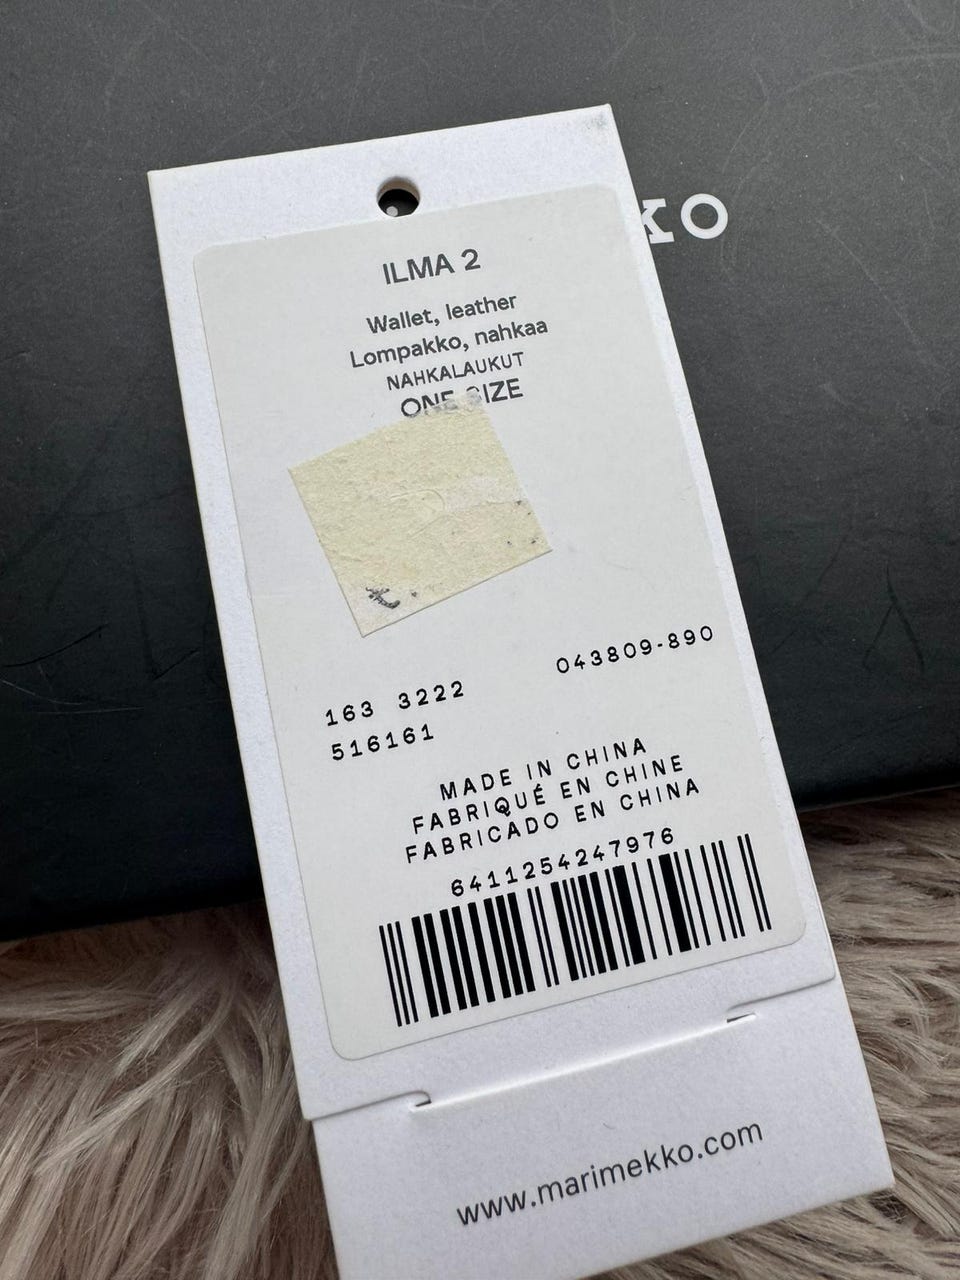 KO
ILMA 2
Wallet, leather
Lompakko, nahkaa
NAHKALAUKUT
ONE SIZE
t
043809-890
163 3222
516161
MADE IN CHINA
FABRIQUÉ EN CHINE
FABRICADO EN CHINA
6411254247976
www.marimekko.com